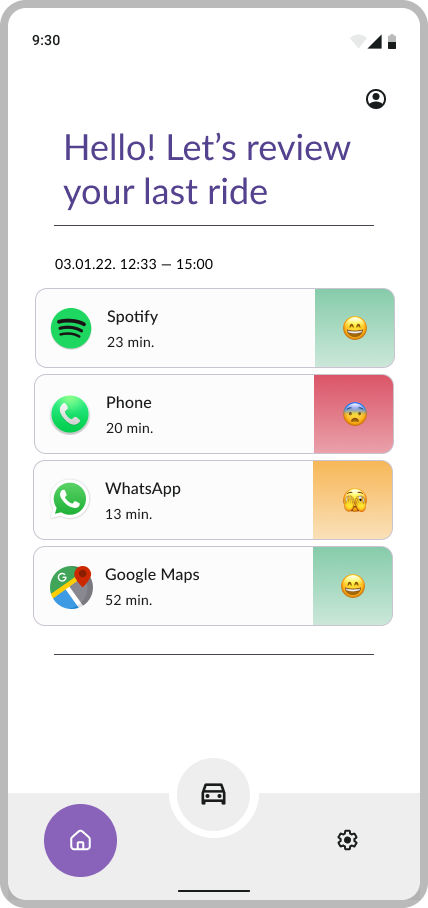 9:30
Hello! Let’s review
your last ride
03.01.22. 12:33 — 15:00
Spotify
23 min.
Phone
20 min.
WhatsApp
13 min.
G
Google Maps
52 min.